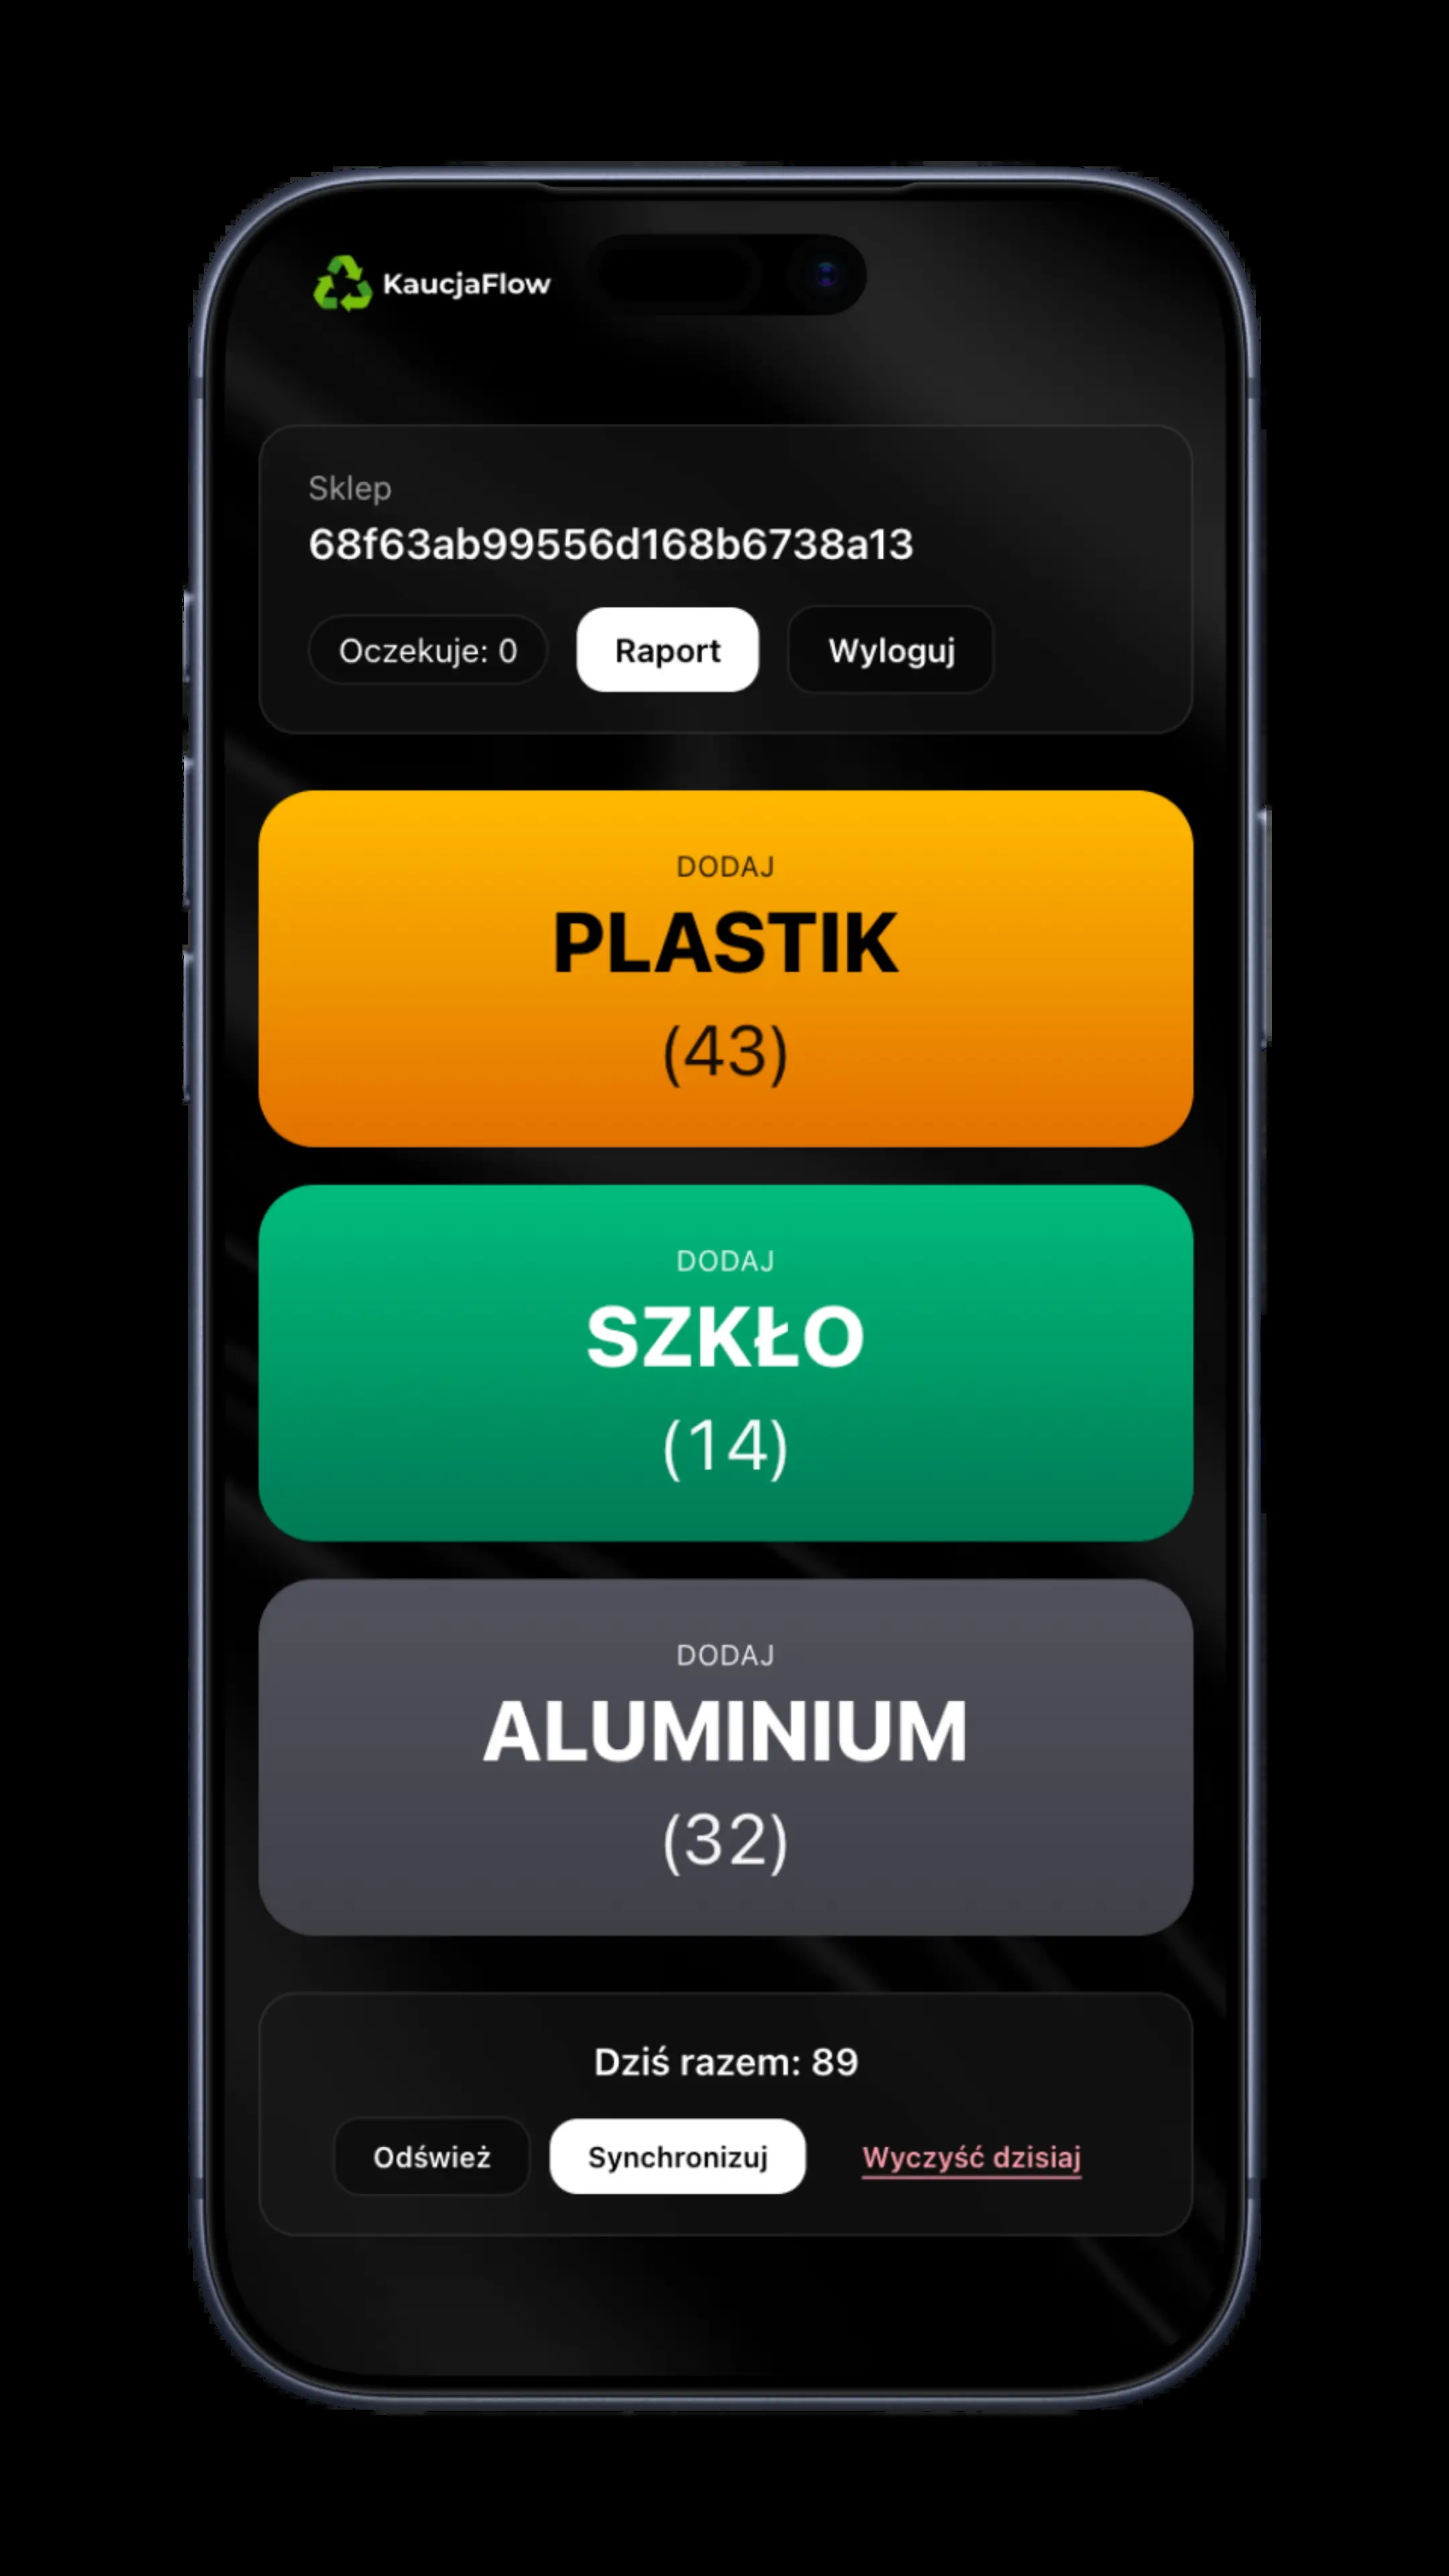 KaucjaFlow
Sklep
68f63ab99556d168b6738a13
Oczekuje: 0
Raport
Wyloguj
DODAJ
PLASTIK
(43)
DODAJ
SZKŁO
(14)
DODAJ
ALUMINIUM
(32)
Dziś razem: 89
Odśwież
Synchronizuj
Wyczyść dzisiaj